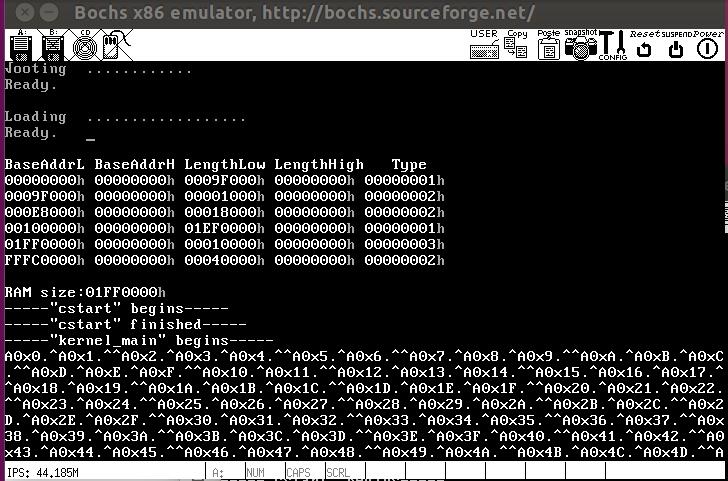 Bochs x86 emulator, http://bochs.sourceforge.net/
A: B: CD USER Copy Paste snapshot CONFIG Reset SUSPEND Power
Jooting ............
Ready.
Loading ..................
Ready. _
BaseAddrL BaseAddrH LengthLow LengthHigh Type
00000000h 00000000h 0009F000h 00000000h 00000001h
0009F000h 00000000h 00001000h 00000000h 00000002h
000E8000h 00000000h 00018000h 00000000h 00000002h
00100000h 00000000h 01EF0000h 00000000h 00000001h
01FF0000h 00000000h 00010000h 00000000h 00000003h
FFFC0000h 00000000h 00040000h 00000000h 00000002h
RAM size:01FF0000h
-----"cstart" begins-----
-----"cstart" finished-----
-----"kernel_main" begins-----
A0x0.^A0x1.^^A0x2.^A0x3.^A0x4.^^A0x5.^A0x6.^^A0x7.^A0x8.^A0x9.^^A0xA.^A0xB.^A0xC
.^^A0xD.^A0xE.^A0xF.^^A0x10.^A0x11.^^A0x12.^A0x13.^A0x14.^^A0x15.^A0x16.^A0x17.^
^A0x18.^A0x19.^^A0x1A.^A0x1B.^A0x1C.^^A0x1D.^A0x1E.^A0x1F.^^A0x20.^A0x21.^A0x22.
^^A0x23.^A0x24.^^A0x25.^A0x26.^A0x27.^^A0x28.^A0x29.^A0x2A.^^A0x2B.^A0x2C.^^A0x2
D.^A0x2E.^A0x2F.^^A0x30.^A0x31.^A0x32.^^A0x33.^A0x34.^A0x35.^^A0x36.^A0x37.^^A0x
38.^A0x39.^A0x3A.^^A0x3B.^A0x3C.^A0x3D.^^A0x3E.^A0x3F.^A0x40.^^A0x41.^A0x42.^^A0
x43.^A0x44.^A0x45.^^A0x46.^A0x47.^A0x48.^^A0x49.^A0x4A.^^A0x4B.^A0x4C.^A0x4D.^^A
IPS: 44.185M A: NUM CAPS SCRL